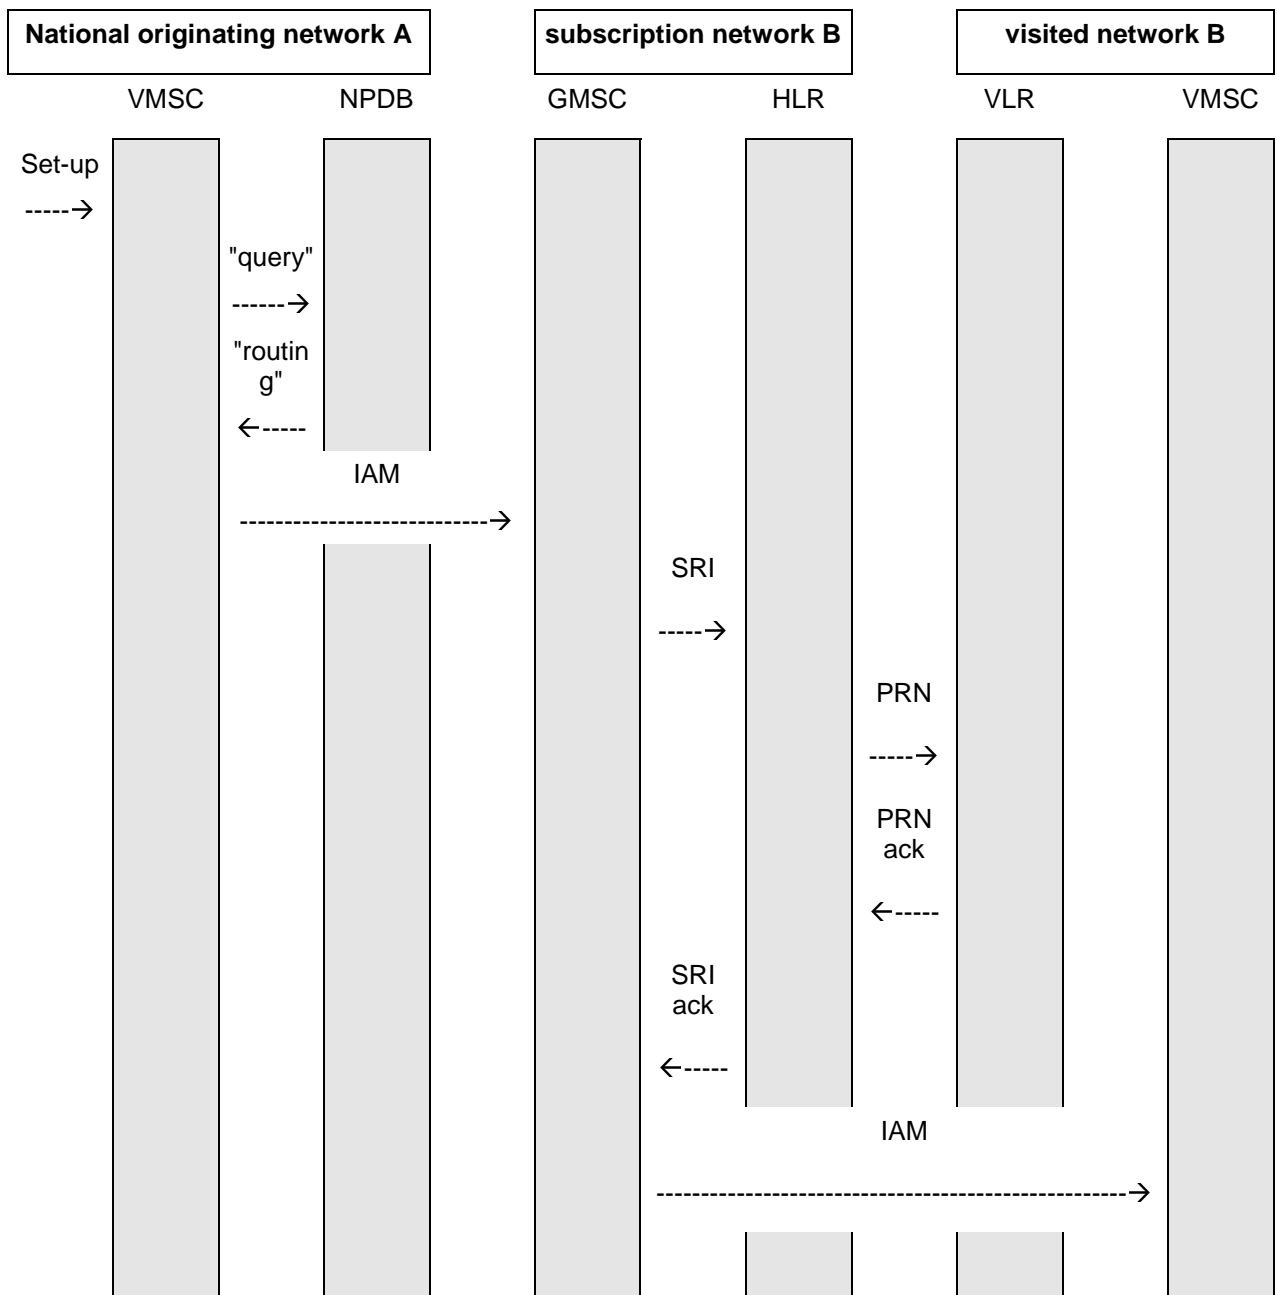 National originating network A
subscription network B
visited network B
VMSC
NPDB
GMSC
HLR
VLR
VMSC
Set-up
-----→
"query"
------→
"routin
g"
←-----
IAM
----------------------------→
SRI
-----→
PRN
-----→
PRN
ack
←-----
SRI
ack
←-----
IAM
-----------------------------------------------------→